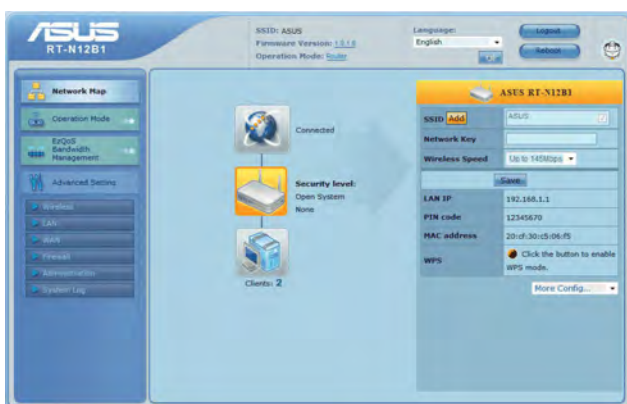 ASUS
RT-N12B1
SSID: ASUS
Firmware Version: 1.0.1.8
Operation Mode: Router
Language:
English
Logout
Reboot
Network Map
Operation Mode
EzQoS
Bandwidth
Management
Advanced Setting
Wireless
LAN
WAN
Firewall
Administration
System Log
Connected
Security level:
Open System
None
Clients: 2
ASUS RT-N12B1
SSID Add ASUS
Network Key
Wireless Speed Up to 145Mbps
Save
LAN IP 192.168.1.1
PIN code 12345670
MAC address 20:cf:30:c5:06:f5
WPS Click the button to enable
WPS mode.
More Config...